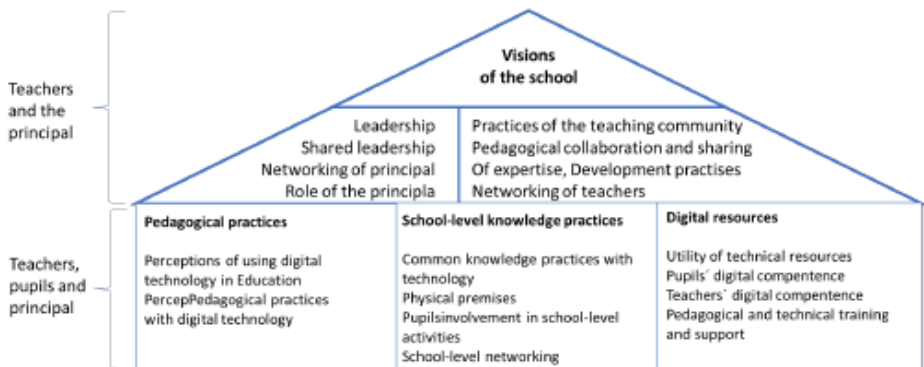 Visions
of the school
Teachers
and the
principal
Leadership
Shared leadership
Networking of principal
Role of the principla
Practices of the teaching community
Pedagogical collaboration and sharing
Of expertise, Development practises
Networking of teachers
Teachers,
pupils and
principal
Pedagogical practices
Perceptions of using digital
technology in Education
PercepPedagogical practices
with digital technology
School-level knowledge practices
Common knowledge practices with
technology
Physical premises
Pupilsinvolvement in school-level
activities
School-level networking
Digital resources
Utility of technical resources
Pupils´ digital compentence
Teachers´ digital compentence
Pedagogical and technical training
and support